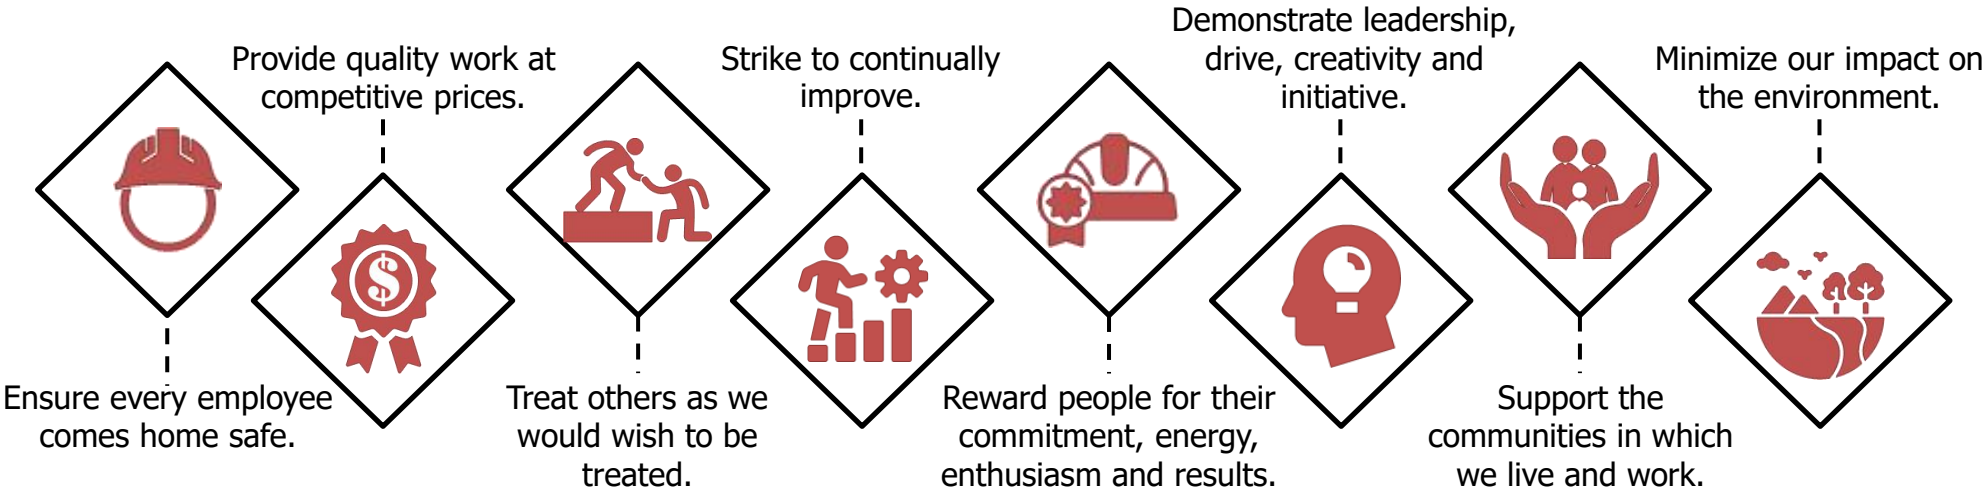 Ensure every employee
comes home safe.
Provide quality work at
competitive prices.
Treat others as we
would wish to be
treated.
Strike to continually
improve.
Reward people for their
commitment, energy,
enthusiasm and results.
Demonstrate leadership,
drive, creativity and
initiative.
Support the
communities in which
we live and work.
Minimize our impact on
the environment.
$